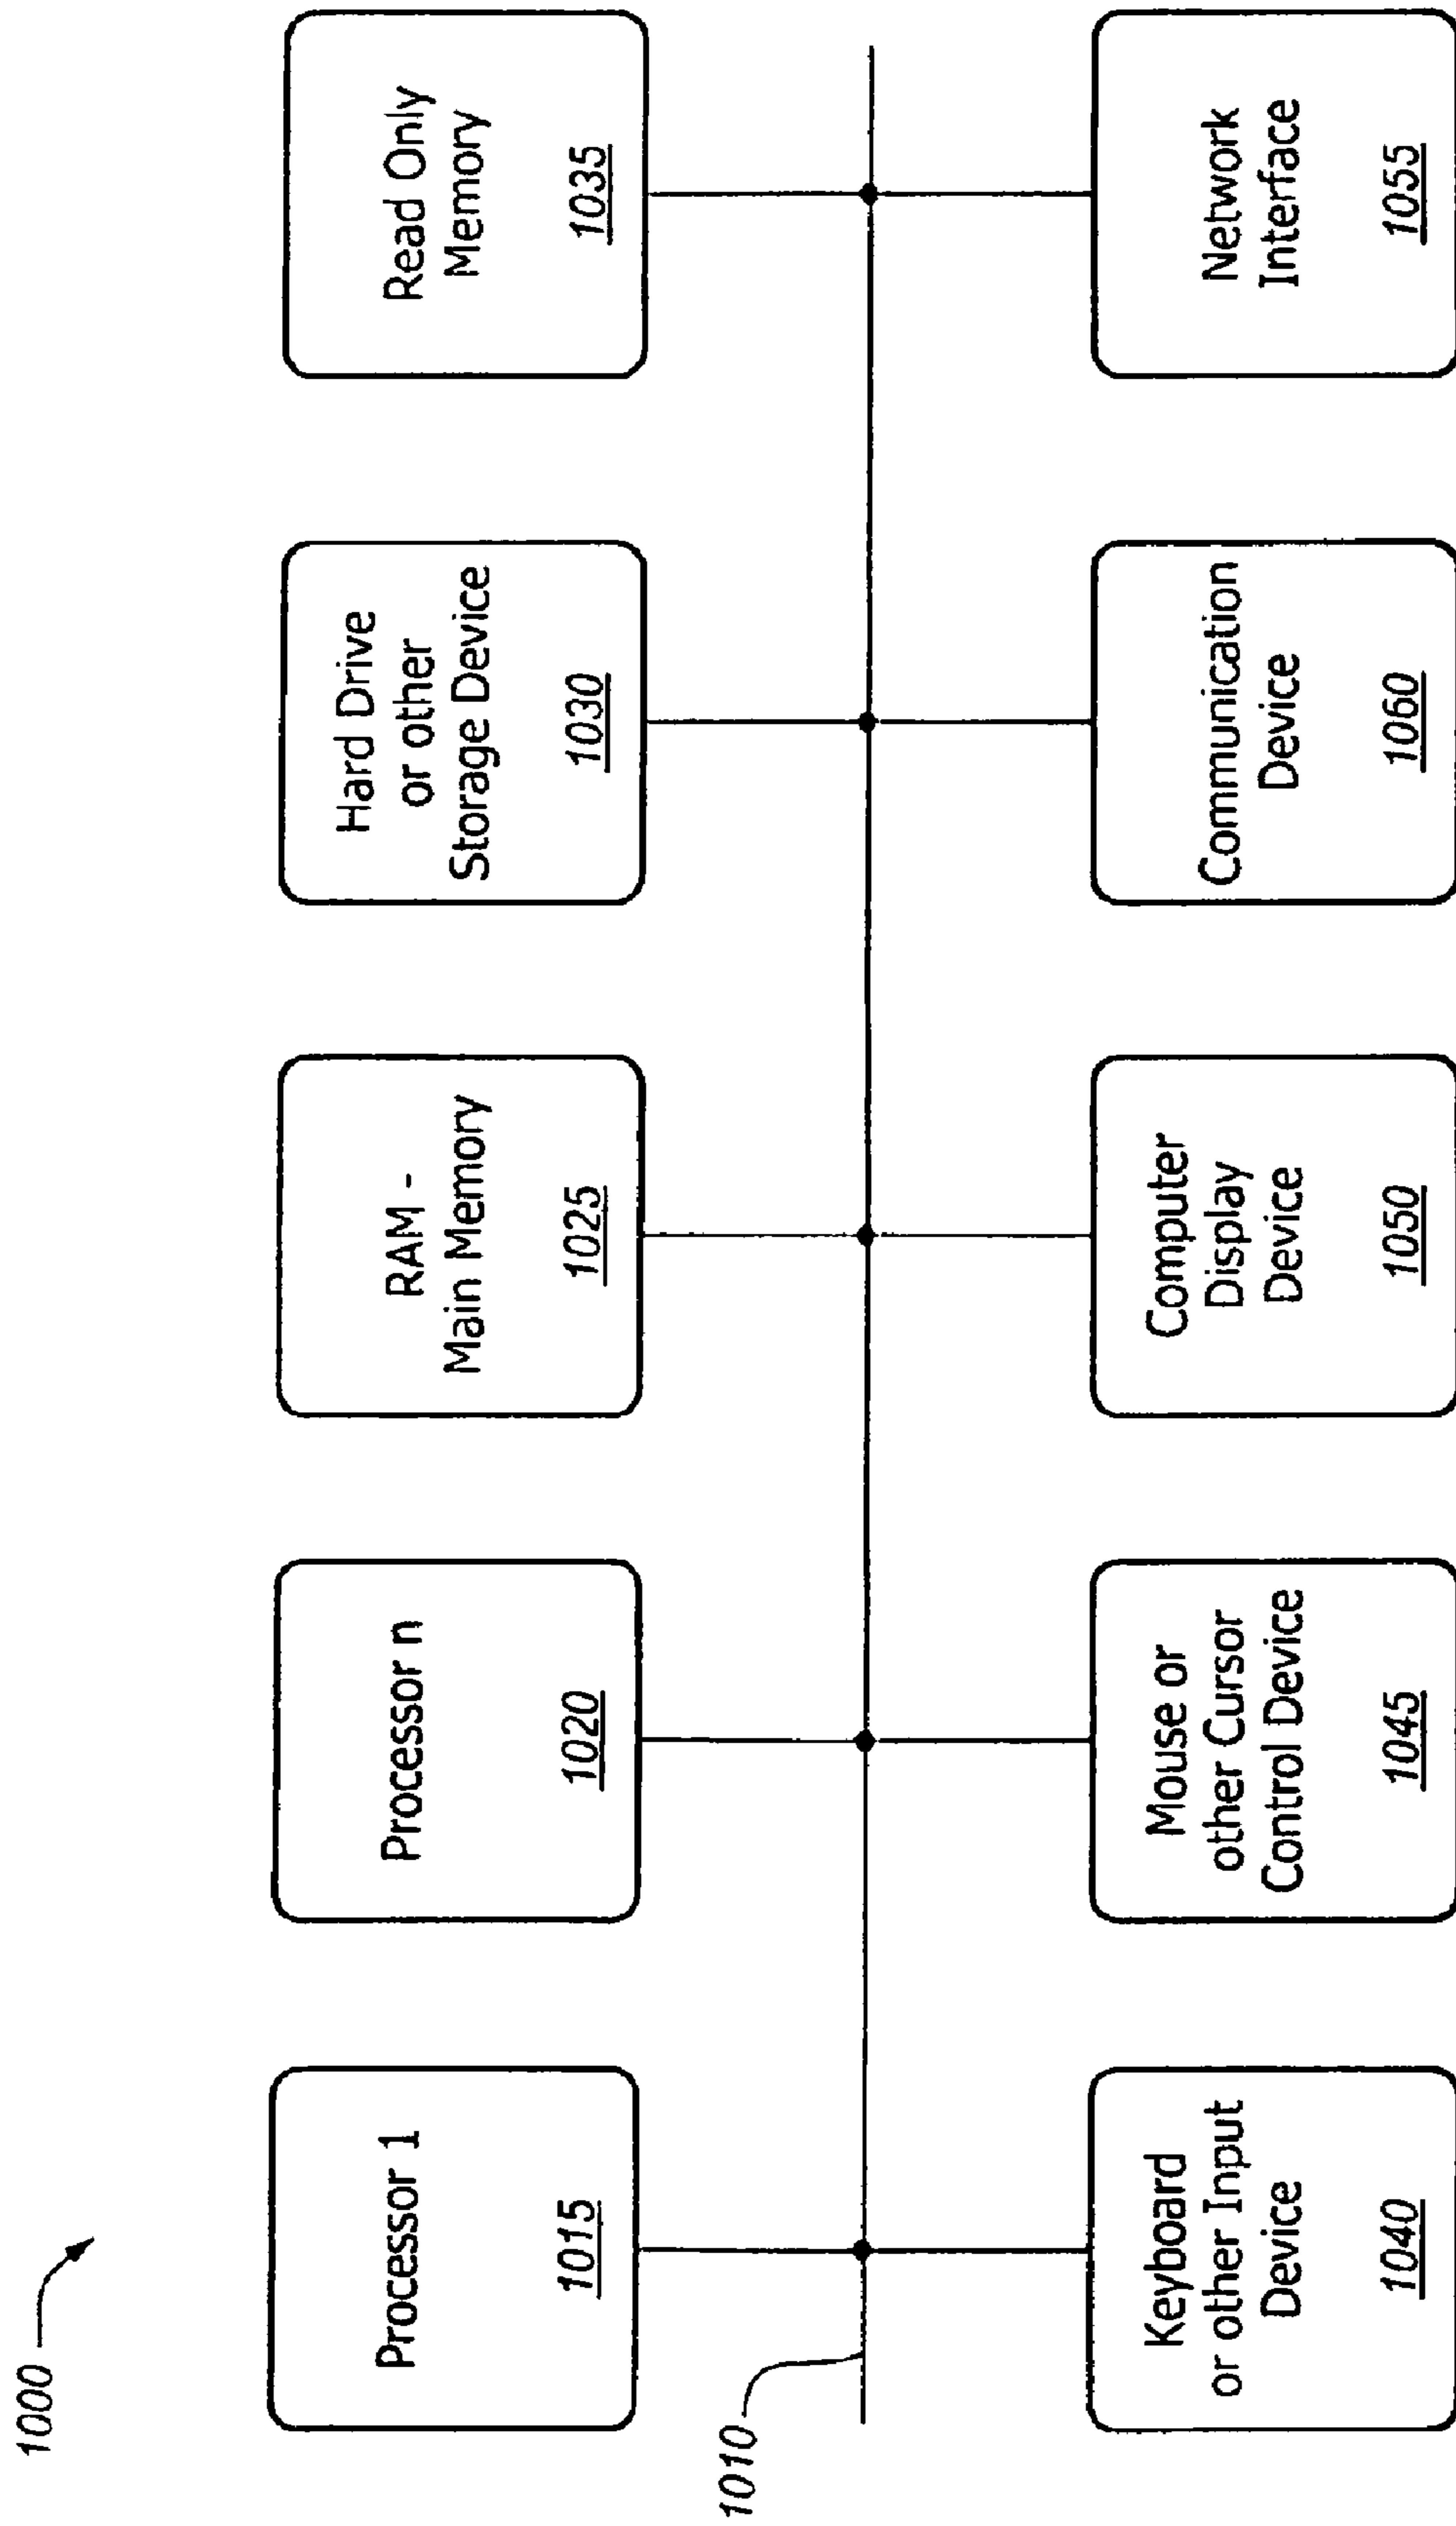 1000
Processor 1
1015
Processor n
1020
RAM -
Main Memory
1025
Hard Drive
or other
Storage Device
1030
Read Only
Memory
1035
1010
Keyboard
or other Input
Device
1040
Mouse or
other Cursor
Control Device
1045
Computer
Display
Device
1050
Communication
Device
1060
Network
Interface
1055